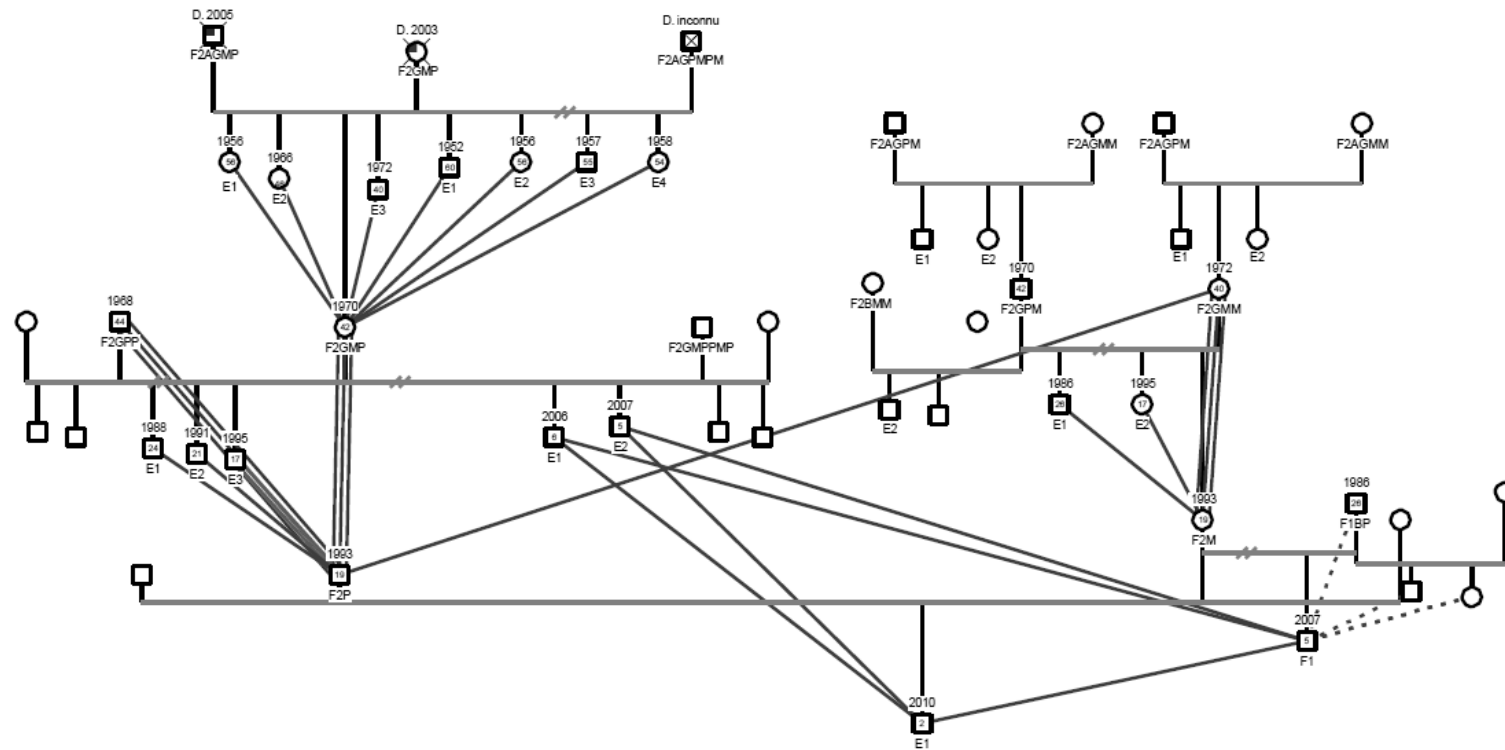 D. 2005
F2AGMP
D. 2003
F2GMP
D. inconnu
F2AGPMPM
1956
56
E1
1966
E2
1972
40
E3
1952
60
E1
1956
56
E2
1957
55
E3
1958
54
E4
F2AGPM
F2AGMM
F2AGPM
F2AGMM
E1
E2
E1
E2
1970
42
F2GPM
1972
40
F2GMM
F2BMM
1968
44
F2GPP
1970
42
F2GMP
F2GMPPMP
1988
24
E1
1991
21
E2
1995
17
E3
2006
6
E1
2007
5
E2
E2
1986
26
E1
1995
17
E2
1993
19
F2P
1993
19
F2M
1986
26
F1BP
2007
5
F1
2010
2
E1